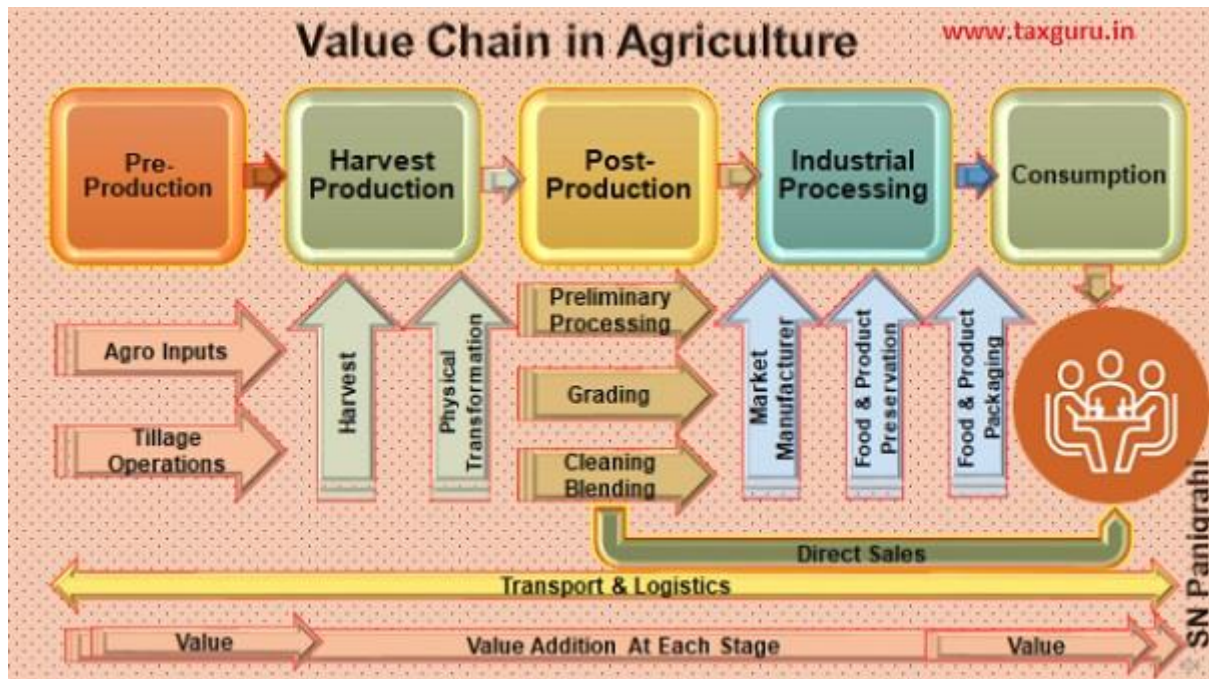 Value Chain in Agriculture
www.taxguru.in
Pre-
Production
Harvest
Production
Post-
Production
Industrial
Processing
Consumption
Agro Inputs
Tillage
Operations
Harvest
Physical
Transformation
Preliminary
Processing
Grading
Cleaning
Blending
Market
Manufacturer
Food & Product
Preservation
Food & Product
Packaging
Direct Sales
Transport & Logistics
Value
Value Addition At Each Stage
Value
SN Panigrahi